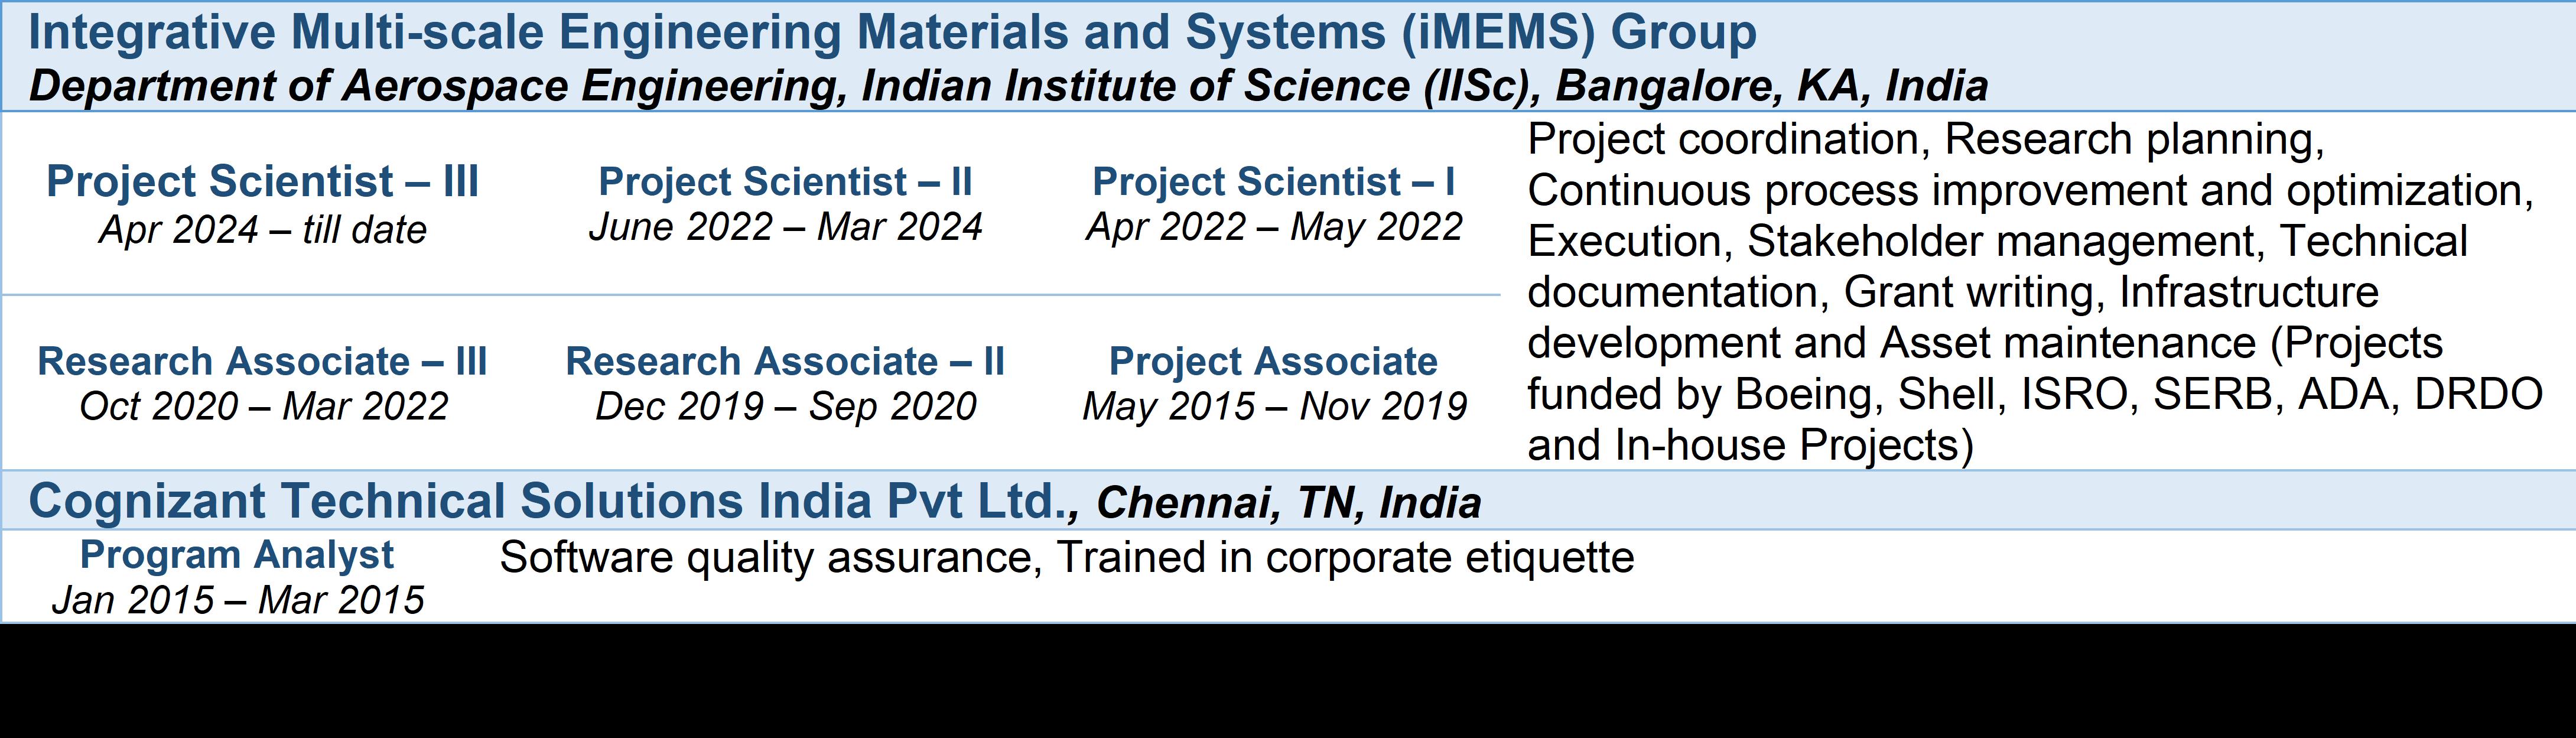 Integrative Multi-scale Engineering Materials and Systems (iMEMS) Group
Department of Aerospace Engineering, Indian Institute of Science (IISc), Bangalore, KA, India
Project Scientist – III
Apr 2024 – till date
Project Scientist – II
June 2022 – Mar 2024
Project Scientist – I
Apr 2022 – May 2022
Research Associate – III
Oct 2020 – Mar 2022
Research Associate – II
Dec 2019 – Sep 2020
Project Associate
May 2015 – Nov 2019
Project coordination, Research planning,
Continuous process improvement and optimization,
Execution, Stakeholder management, Technical
documentation, Grant writing, Infrastructure
development and Asset maintenance (Projects
funded by Boeing, Shell, ISRO, SERB, ADA, DRDO
and In-house Projects)
Cognizant Technical Solutions India Pvt Ltd., Chennai, TN, India
Program Analyst
Jan 2015 – Mar 2015
Software quality assurance, Trained in corporate etiquette